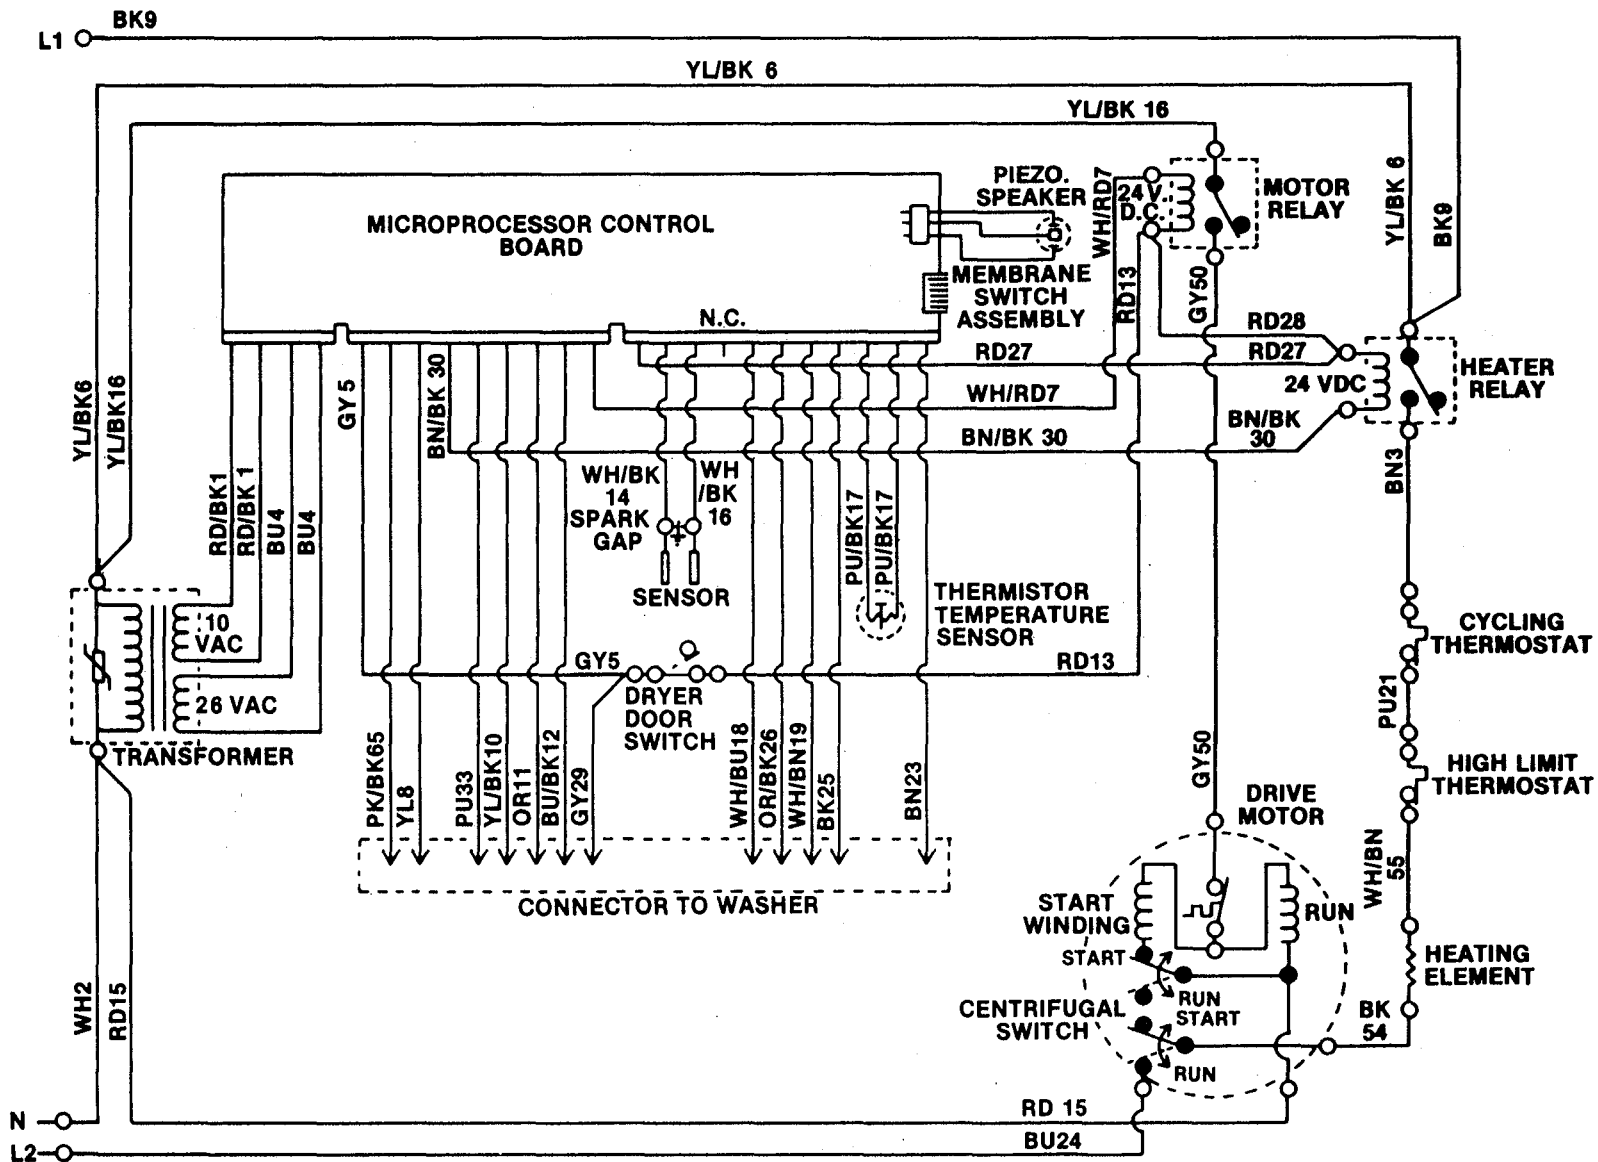 BK9
L1
YL/BK 6
YL/BK 16
PIEZO.
SPEAKER
WH/RD7
24 V.
D.C.
MOTOR
RELAY
YL/BK 6
BK9
MICROPROCESSOR CONTROL
BOARD
MEMBRANE
SWITCH
ASSEMBLY
RD13
GY50
N.C.
RD28
RD27
RD27
HEATER
RELAY
24 VDC
YL/BK6
YL/BK16
GY 5
BN/BK 30
WH/RD7
BN/BK 30
BN/BK
30
BN3
RD/BK1
RD/BK 1
BU4
BU4
WH/BK
14
SPARK
GAP
WH
/BK
16
SENSOR
PU/BK17
PU/BK17
THERMISTOR
TEMPERATURE
SENSOR
10
VAC
26 VAC
TRANSFORMER
CYCLING
THERMOSTAT
GY5
RD13
DRYER
DOOR
SWITCH
PU21
PK/BK65
YL8
PU33
YL/BK10
OR11
BU/BK12
GY29
WH/BU18
OR/BK26
WH/BN19
BK25
BN23
GY50
HIGH LIMIT
THERMOSTAT
DRIVE
MOTOR
CONNECTOR TO WASHER
START
WINDING
RUN
WH/BN
55
START
RUN
START
HEATING
ELEMENT
CENTRIFUGAL
SWITCH
BK
54
RUN
WH2
RD15
N
RD 15
L2
BU24